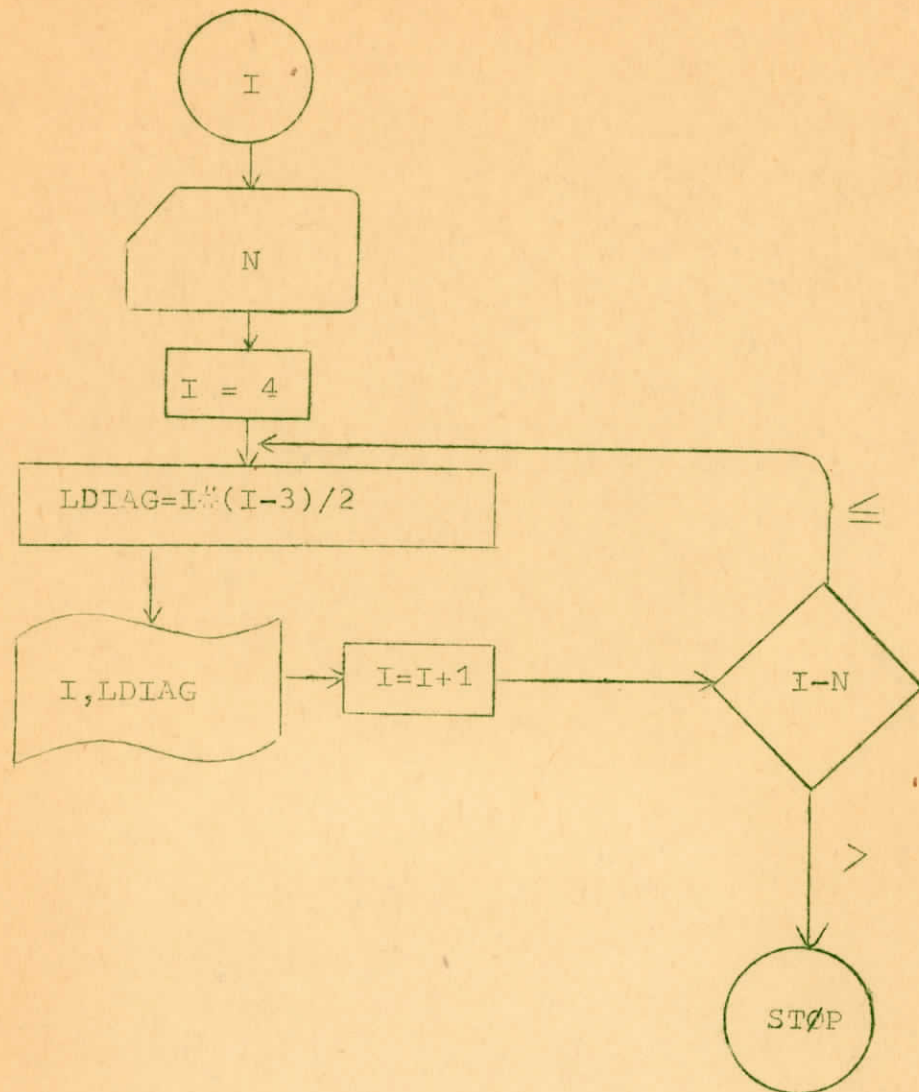 I
N
I = 4
LDIAG=I*(I-3)/2
≦
I,LDIAG
I=I+1
I-N
>
STØP